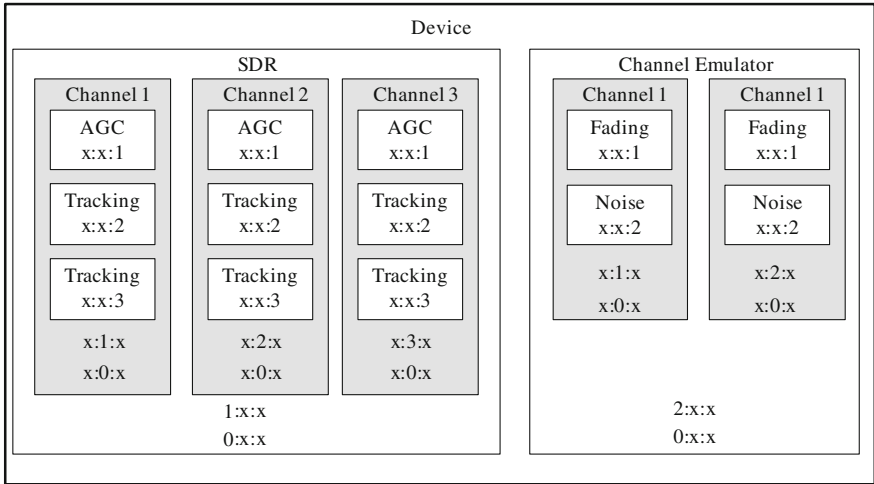 Device
SDR
Channel 1
AGC
x:x:1
Tracking
x:x:2
Tracking
x:x:3
x:1:x
x:0:x
Channel 2
AGC
x:x:1
Tracking
x:x:2
Tracking
x:x:3
x:2:x
x:0:x
Channel 3
AGC
x:x:1
Tracking
x:x:2
Tracking
x:x:3
x:3:x
x:0:x
1:x:x
0:x:x
Channel Emulator
Channel 1
Fading
x:x:1
Noise
x:x:2
x:1:x
x:0:x
Channel 1
Fading
x:x:1
Noise
x:x:2
x:2:x
x:0:x
2:x:x
0:x:x